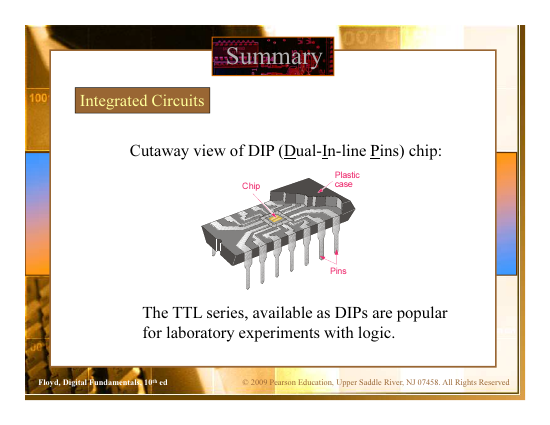 Summary
Integrated Circuits
Cutaway view of DIP (Dual-In-line Pins) chip:
Chip
Plastic
case
Pins
The TTL series, available as DIPs are popular
for laboratory experiments with logic.
Floyd, Digital Fundamentals, 10th ed
© 2009 Pearson Education, Upper Saddle River, NJ 07458. All Rights Reserved